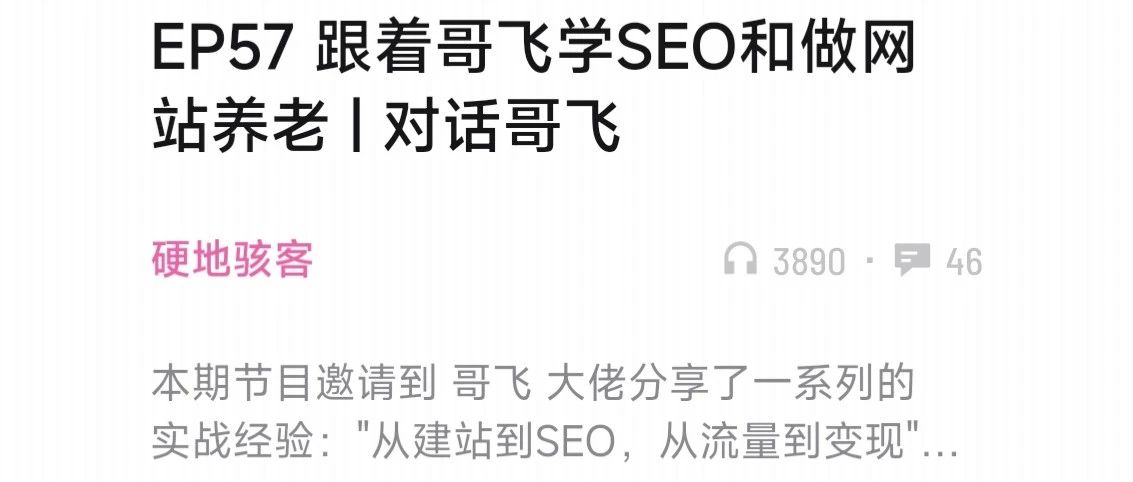 EP57 跟着哥飞学SEO和做网
站养老 | 对话哥飞
硬地骇客 3890 · 46
本期节目邀请到 哥飞 大佬分享了一系列的
实战经验："从建站到SEO，从流量到变现"...